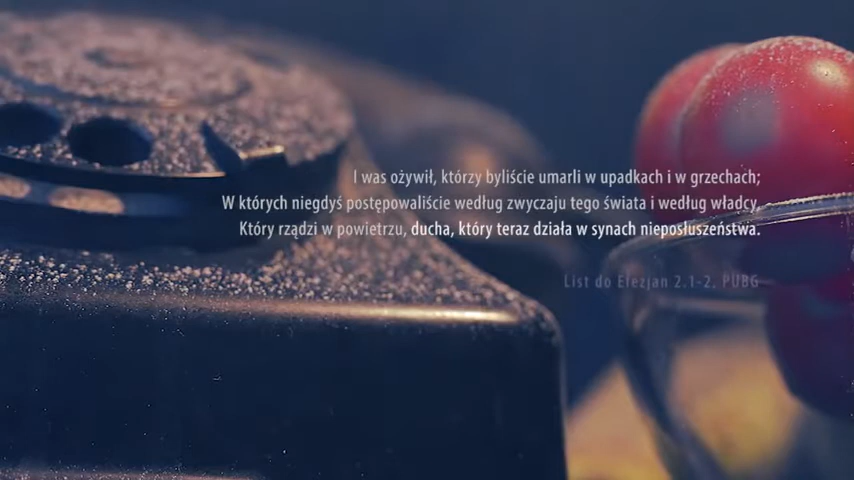 I was ożywił, którzy byliście umarli w upadkach i w grzechach;
W których niegdyś postępowaliście według zwyczaju tego świata i według władcy,
Który rządzi w powietrzu, ducha, który teraz działa w synach nieposłuszeństwa.
List do Efezjan 2.1-2. PUBG